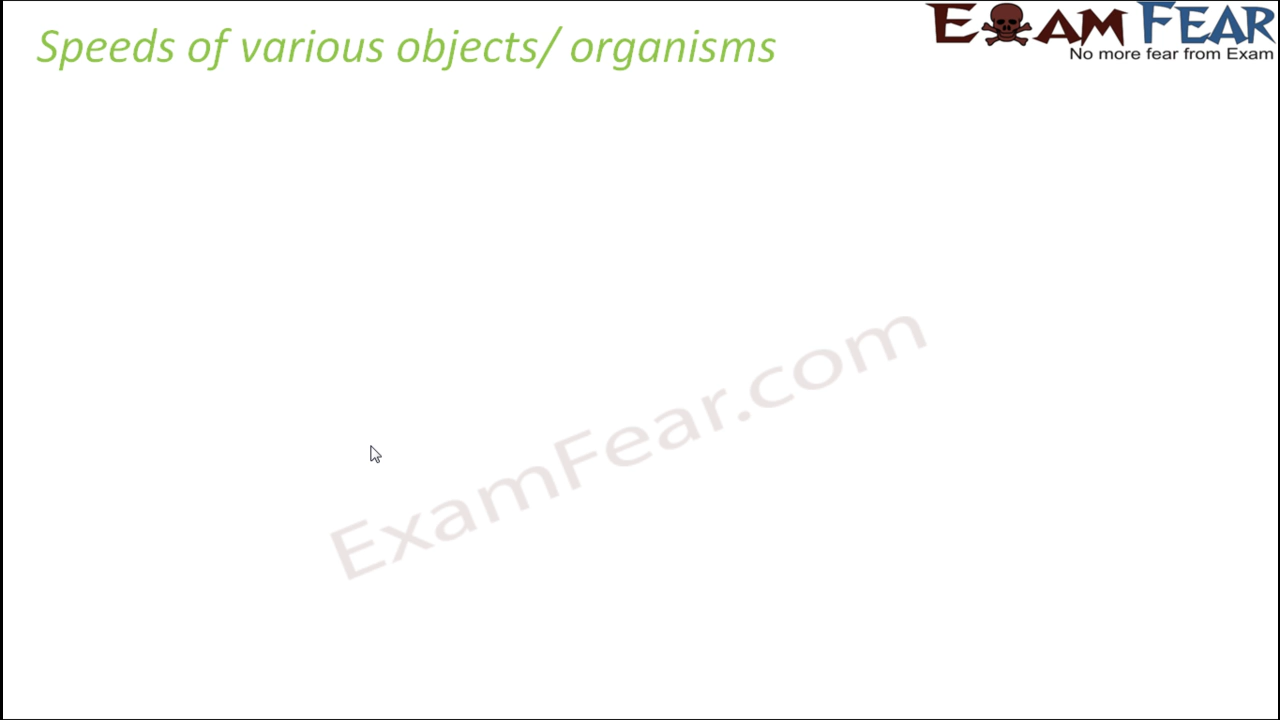 Speeds of various objects/ organisms
EXAM FEAR
No more fear from Exam
ExamFear.com